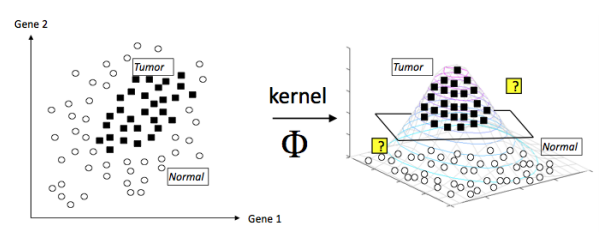 Gene 2
Tumor
Normal
Gene 1
kernel
Φ
Tumor
?
?
Normal